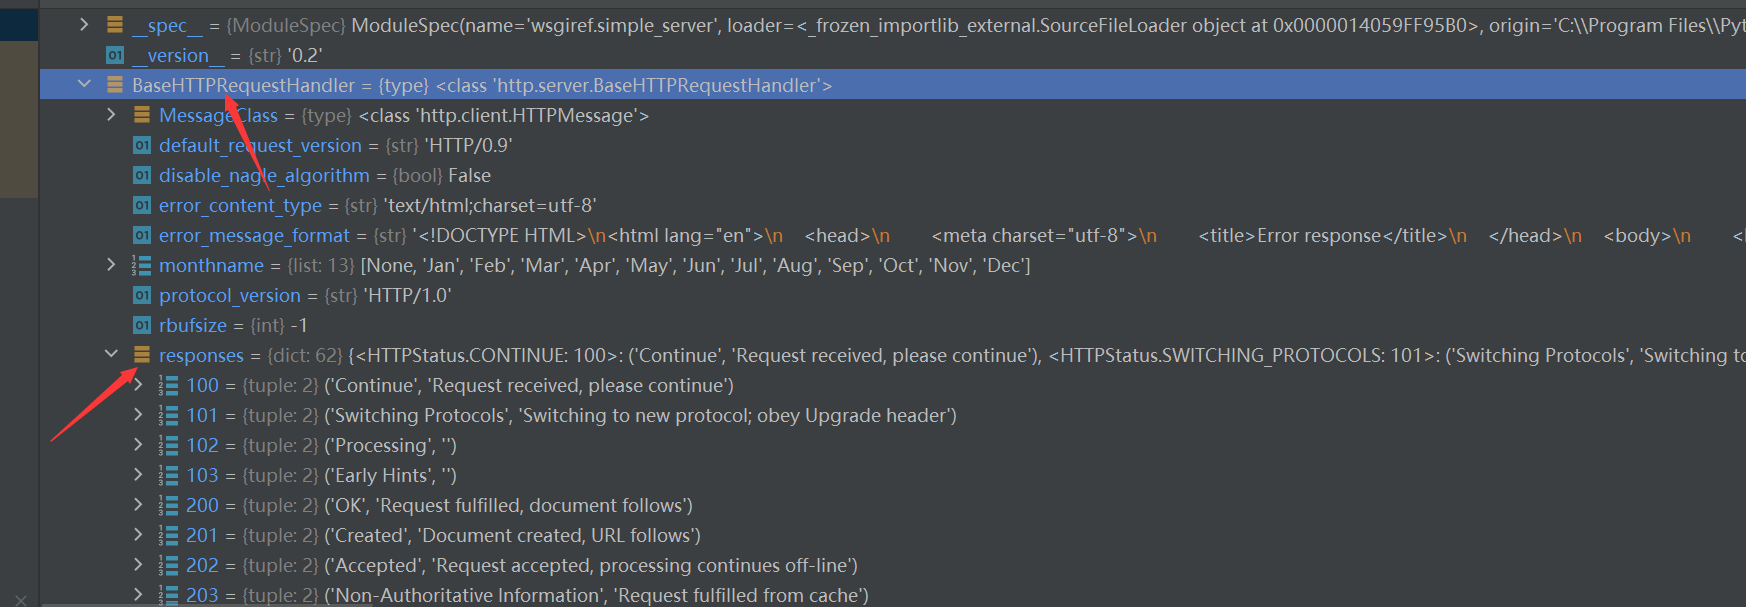 __spec__ = {ModuleSpec} ModuleSpec(name='wsgiref.simple_server', loader=<_frozen_importlib_external.SourceFileLoader object at 0x0000014059FF95B0>, origin='C:\\Program Files\\Pyt
__version__ = {str} '0.2'
BaseHTTPRequestHandler = {type} <class 'http.server.BaseHTTPRequestHandler'>
MessageClass = {type} <class 'http.client.HTTPMessage'>
default_request_version = {str} 'HTTP/0.9'
disable_nagle_algorithm = {bool} False
error_content_type = {str} 'text/html;charset=utf-8'
error_message_format = {str} '<!DOCTYPE HTML>\n<html lang="en">\n    <head>\n        <meta charset="utf-8">\n        <title>Error response</title>\n    </head>\n    <body>\n        <
monthname = {list: 13} [None, 'Jan', 'Feb', 'Mar', 'Apr', 'May', 'Jun', 'Jul', 'Aug', 'Sep', 'Oct', 'Nov', 'Dec']
protocol_version = {str} 'HTTP/1.0'
rbufsize = {int} -1
responses = {dict: 62} {<HTTPStatus.CONTINUE: 100>: ('Continue', 'Request received, please continue'), <HTTPStatus.SWITCHING_PROTOCOLS: 101>: ('Switching Protocols', 'Switching to
100 = {tuple: 2} ('Continue', 'Request received, please continue')
101 = {tuple: 2} ('Switching Protocols', 'Switching to new protocol; obey Upgrade header')
102 = {tuple: 2} ('Processing', '')
103 = {tuple: 2} ('Early Hints', '')
200 = {tuple: 2} ('OK', 'Request fulfilled, document follows')
201 = {tuple: 2} ('Created', 'Document created, URL follows')
202 = {tuple: 2} ('Accepted', 'Request accepted, processing continues off-line')
203 = {tuple: 2} ('Non-Authoritative Information', 'Request fulfilled from cache')